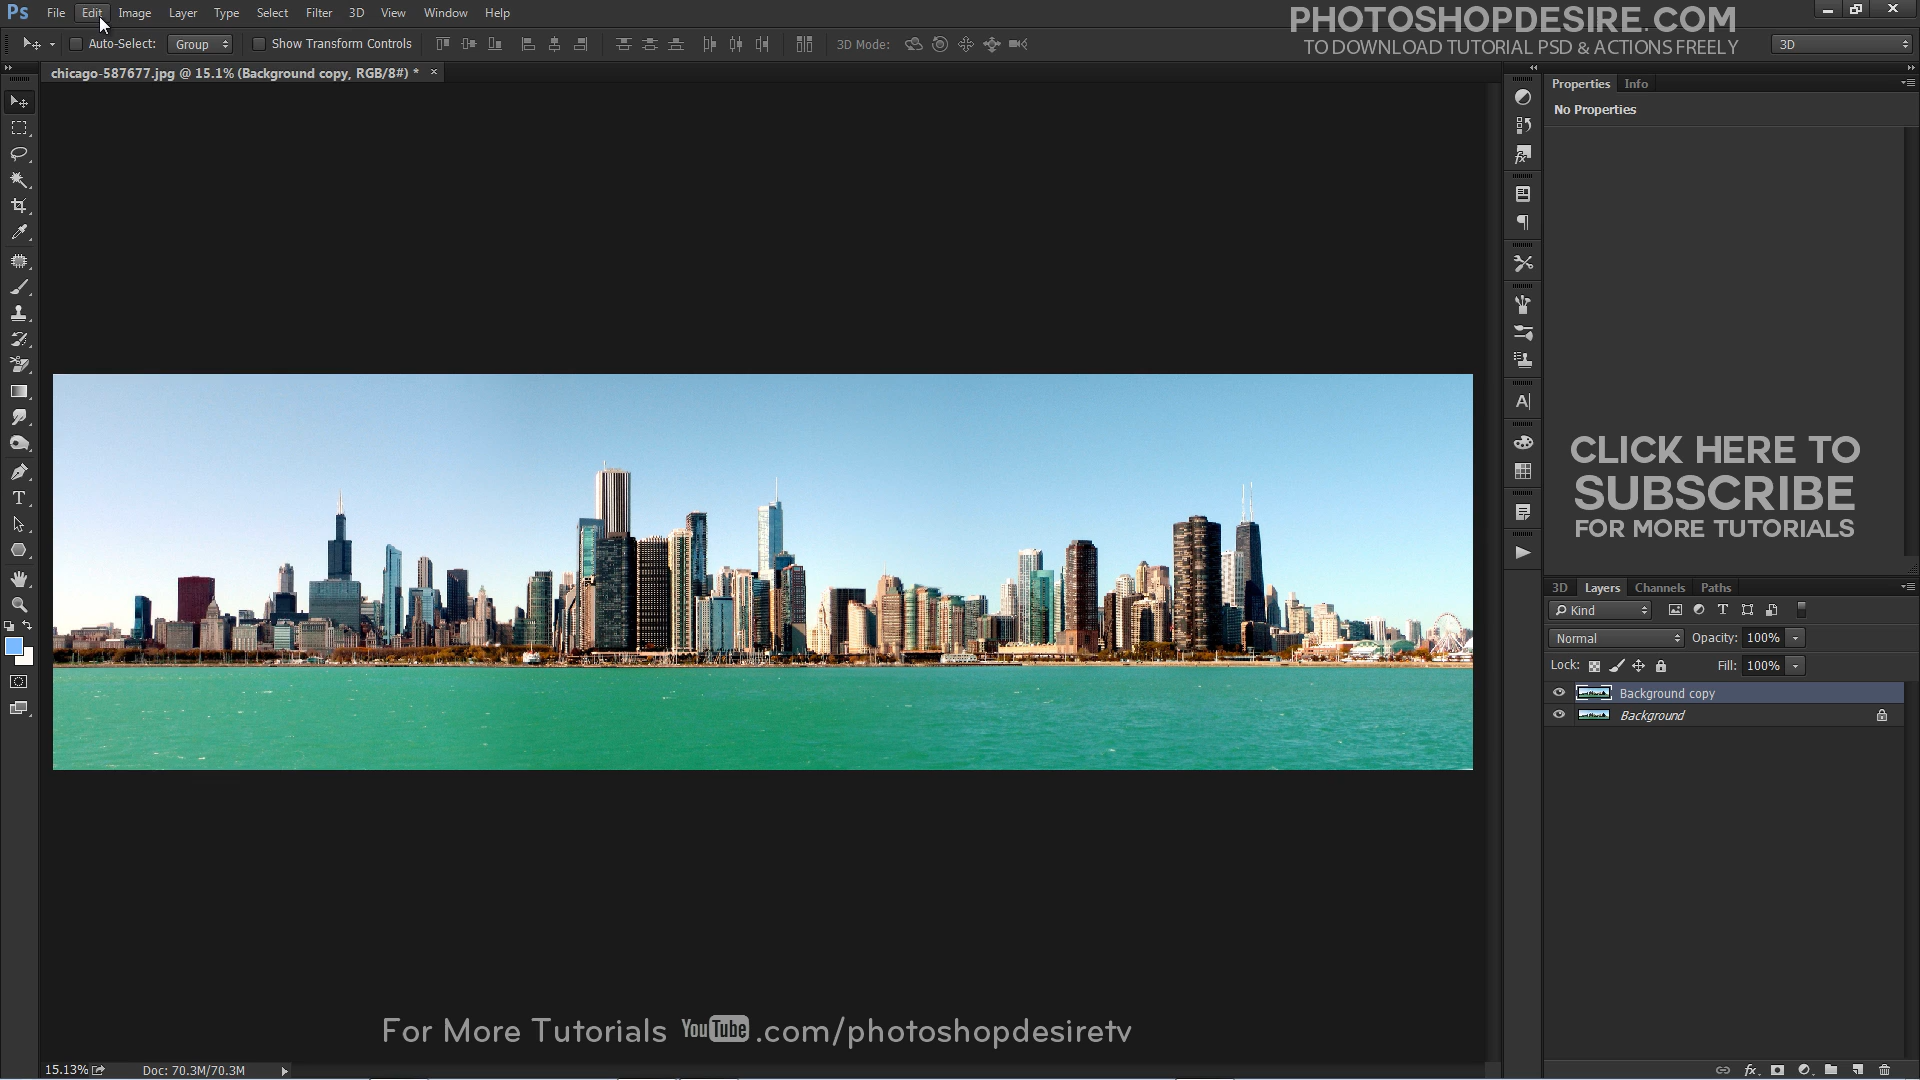 Ps File Edit Image Layer Type Select Filter 3D View Window Help
PHOTOSHOPDESIRE.COM
TO DOWNLOAD TUTORIAL PSD & ACTIONS FREELY
Auto-Select: Group Show Transform Controls 3D Mode: 3D
chicago-587677.jpg @ 15.1% (Background copy, RGB/8#) * ×
Properties Info
No Properties
CLICK HERE TO
SUBSCRIBE
FOR MORE TUTORIALS
3D Layers Channels Paths
Kind
Normal Opacity: 100%
Lock: Fill: 100%
Background copy
Background
For More Tutorials YouTube .com/photoshopdesiretv
15.13% Doc: 70.3M/70.3M